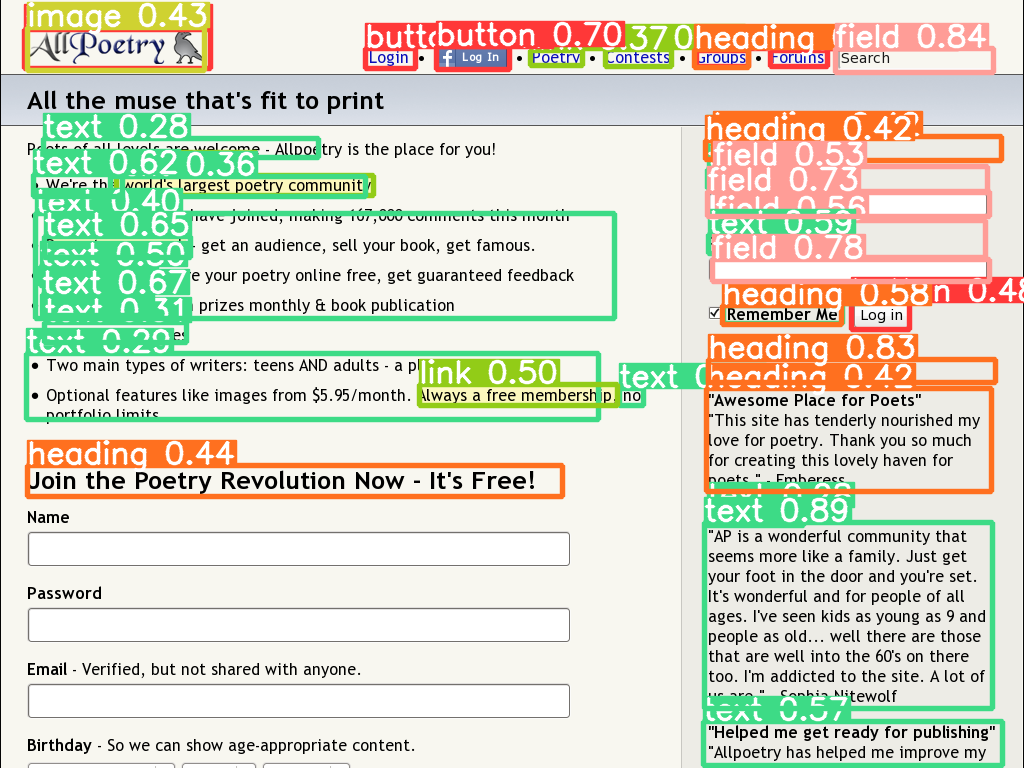 image 0.43
AllPoetry
button 0.70
0.37
heading
field 0.84
Login • Log In • Poetry • Contests • Groups • Forums
Search
All the muse that's fit to print
text 0.28
heading 0.42
Poets of all levels are welcome - Allpoetry is the place for you!
field 0.53
text 0.62 0.36
• We're the world's largest poetry community
field 0.73
text 0.40
field 0.56
have joined, making 167,000 comments this month
text 0.65
text 0.59
- get an audience, sell your book, get famous.
field 0.78
text 0.50
your poetry online free, get guaranteed feedback
text 0.67
heading 0.58
0.48
text 0.31
prizes monthly & book publication
Remember Me
Log in
text 0.29
heading 0.83
• Two main types of writers: teens AND adults - a
link 0.50
text
heading 0.42
• Optional features like images from $5.95/month. Always a free membership, no
portfolio limits
"Awesome Place for Poets"
"This site has tenderly nourished my
love for poetry. Thank you so much
for creating this lovely haven for
poets." - Emberess
heading 0.44
Join the Poetry Revolution Now - It's Free!
text 0.89
Name
"AP is a wonderful community that
seems more like a family. Just get
your foot in the door and you're set.
It's wonderful and for people of all
ages. I've seen kids as young as 9 and
people as old... well there are those
that are well into the 60's on there
too. I'm addicted to the site. A lot of
us are." - Sophia Nitewolf
Password
Email - Verified, but not shared with anyone.
text 0.57
"Helped me get ready for publishing"
"Allpoetry has helped me improve my
Birthday - So we can show age-appropriate content.